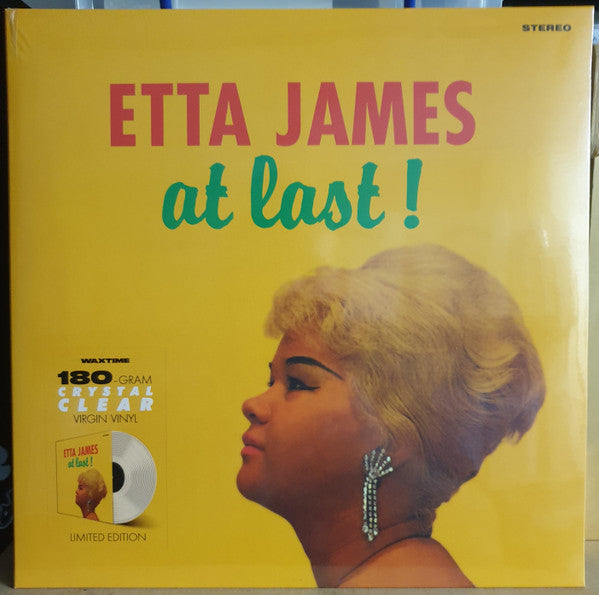 STEREO
ETTA JAMES
at last!
WAXTIME
180-GRAM
CRYSTAL
CLEAR
VIRGIN VINYL
ETTA JAMES
at last!
LIMITED EDITION